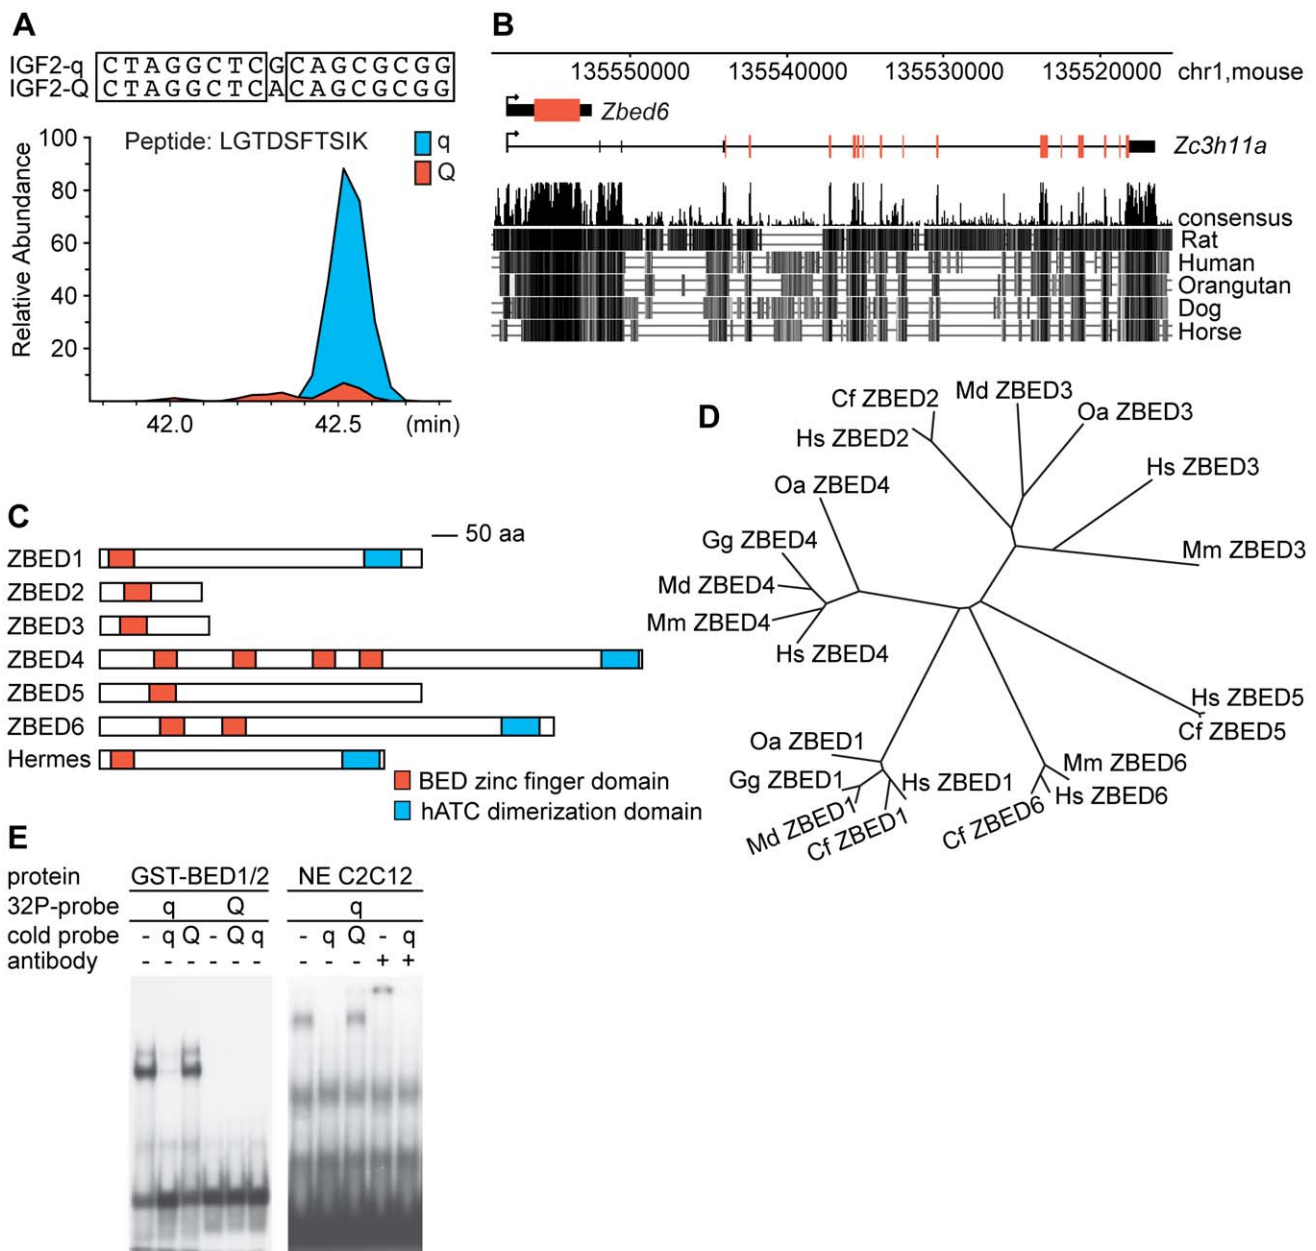 A
IGF2-q CTAGGCTCGCAGCGCGG
IGF2-Q CTAGGCTCACAGCGCGG
Peptide: LGTDSFTSIK
q
Q
Relative Abundance
100
80
60
40
20
42.0 42.5 (min)
B
135550000 135540000 135530000 135520000 chr1,mouse
Zbed6
Zc3h11a
consensus
Rat
Human
Orangutan
Dog
Horse
C
50 aa
ZBED1
ZBED2
ZBED3
ZBED4
ZBED5
ZBED6
Hermes
BED zinc finger domain
hATC dimerization domain
D
Cf ZBED2
Hs ZBED2
Md ZBED3
Oa ZBED3
Hs ZBED3
Mm ZBED3
Oa ZBED4
Gg ZBED4
Md ZBED4
Mm ZBED4
Hs ZBED4
Hs ZBED5
Cf ZBED5
Oa ZBED1
Gg ZBED1
Md ZBED1
Cf ZBED1
Hs ZBED1
Mm ZBED6
Hs ZBED6
Cf ZBED6
E
protein GST-BED1/2 NE C2C12
32P-probe q Q q
cold probe - q Q - Q q - q Q - q
antibody - - - - - - - - - + +